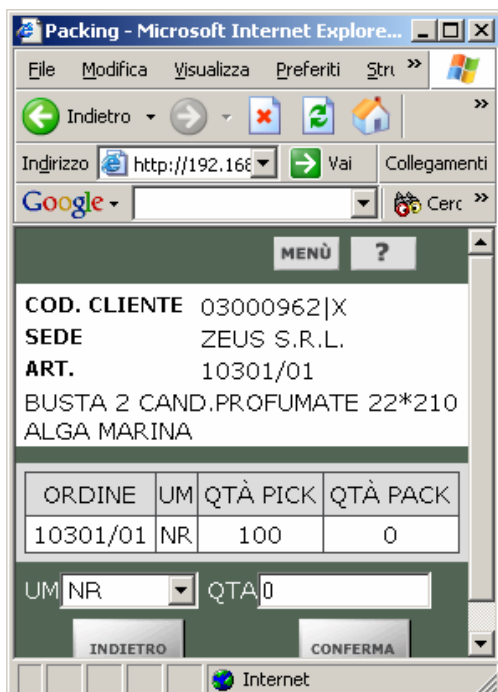 Packing - Microsoft Internet Explore...
File Modifica Visualizza Preferiti Stru »
Indietro »
Indirizzo http://192.168 Vai Collegamenti
Google Cerc »
MENÙ ?
COD. CLIENTE 03000962|X
SEDE ZEUS S.R.L.
ART. 10301/01
BUSTA 2 CAND.PROFUMATE 22*210
ALGA MARINA
ORDINE UM QTÀ PICK QTÀ PACK
10301/01 NR 100 0
UM NR QTA 0
INDIETRO CONFERMA
Internet